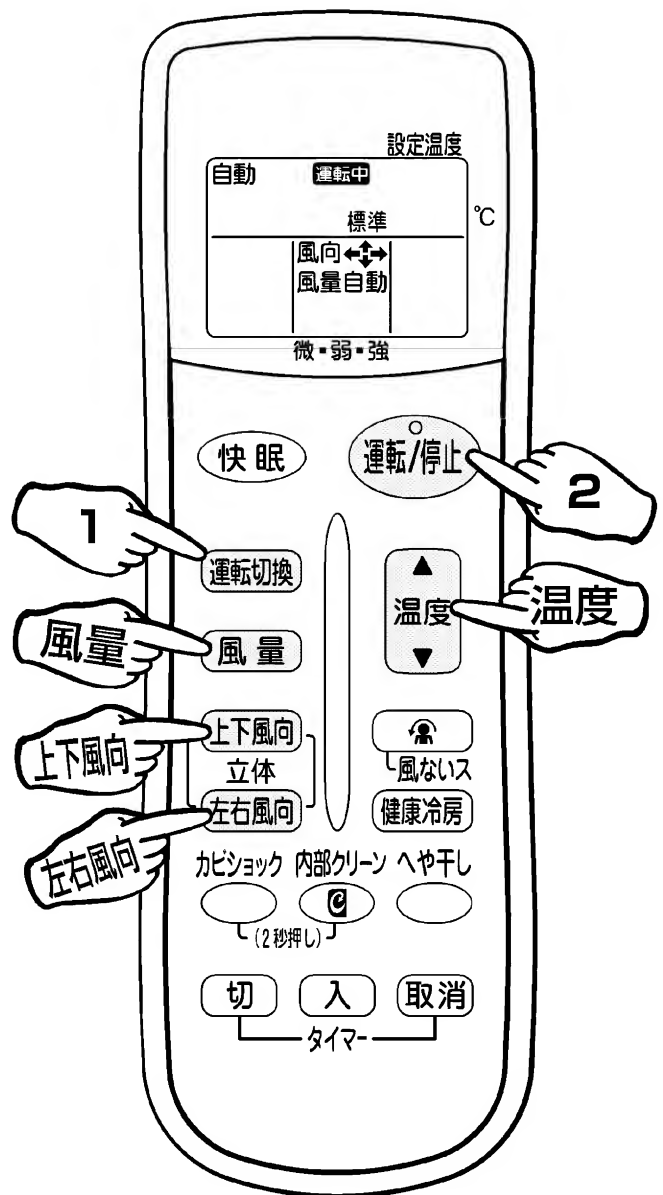 設定温度
自動 運転中
℃
標準
風向
風量自動
微・弱・強
快眠 運転/停止
1 2
運転切換
温度 温度
風量 風量
上下風向 上下風向
立体 風ないス
左右風向 左右風向 健康冷房
カビショック 内部クリーン へや干し
(2秒押し)
切 入 取消
タイマー